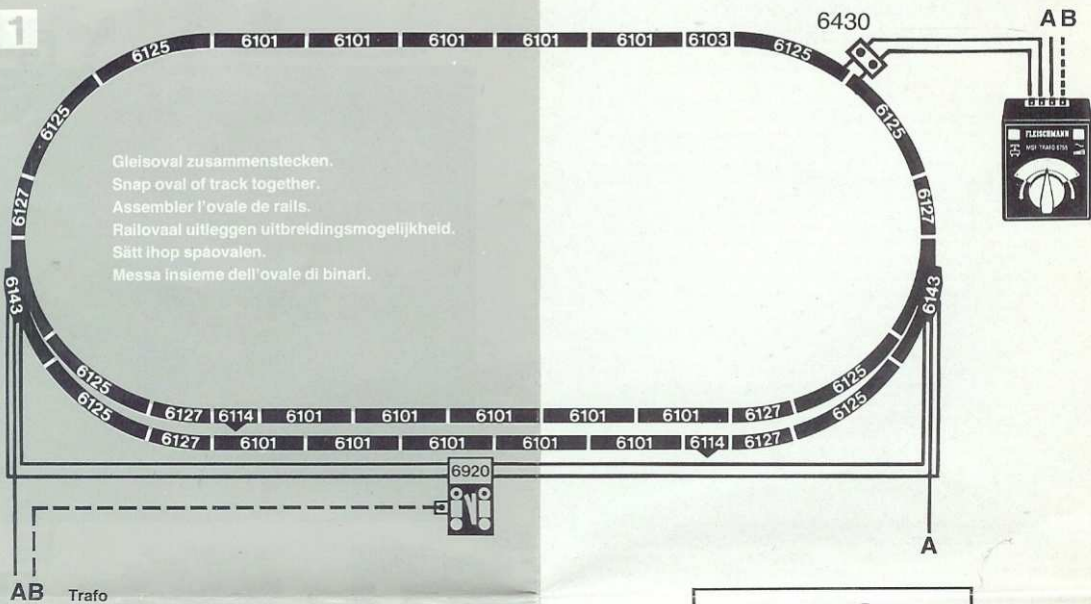 1
6430
A B
6125 6101 6101 6101 6101 6101 6103 6125
6125 6125
FLEISCHMANN
TRAFO
Gleisoval zusammenstecken.
Snap oval of track together.
Assembler l'ovale de rails.
Railovaal uitleggen uitbreidingsmogelijkheid.
Sätt ihop spåovalen.
Messa insieme dell'ovale di binari.
6127 6127
6143 6143
6125 6125
6125 6125
6127 6114 6101 6101 6101 6101 6101 6127
6127 6101 6101 6101 6101 6101 6114 6127
6920
A
AB Trafo